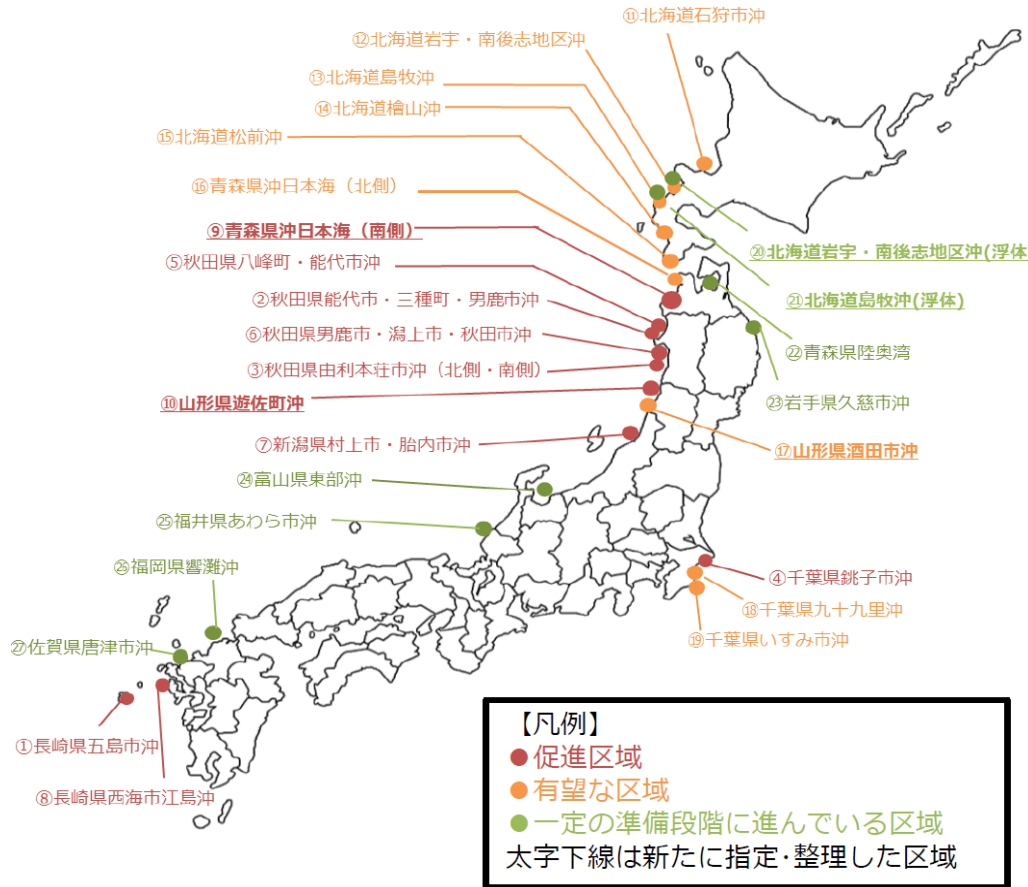 ⑪北海道石狩市沖
⑫北海道岩宇・南後志地区沖
⑬北海道島牧沖
⑭北海道檜山沖
⑮北海道松前沖
⑯青森県沖日本海（北側）
⑨青森県沖日本海（南側）
⑤秋田県八峰町・能代市沖
②秋田県能代市・三種町・男鹿市沖
⑥秋田県男鹿市・潟上市・秋田市沖
③秋田県由利本荘市沖（北側・南側）
⑩山形県遊佐町沖
⑦新潟県村上市・胎内市沖
㉔富山県東部沖
㉕福井県あわら市沖
㉖福岡県響灘沖
㉗佐賀県唐津市沖
①長崎県五島市沖
⑧長崎県西海市江島沖
⑳北海道岩宇・南後志地区沖(浮体
㉑北海道島牧沖(浮体)
㉒青森県陸奥湾
㉓岩手県久慈市沖
⑰山形県酒田市沖
④千葉県銚子市沖
⑱千葉県九十九里沖
⑲千葉県いすみ市沖
【凡例】
●促進区域
●有望な区域
●一定の準備段階に進んでいる区域
太字下線は新たに指定･整理した区域